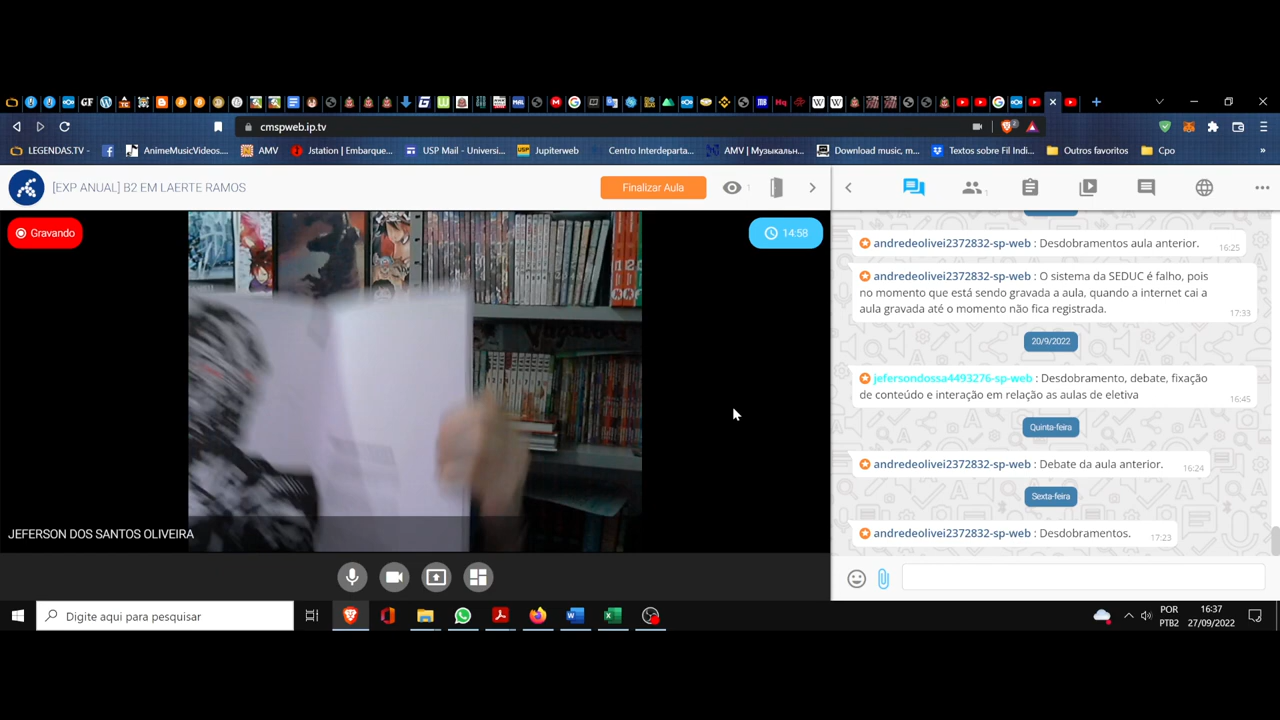 cmspweb.ip.tv
LEGENDAS.TV -
AnimeMusicVideos....
AMV
Jstation | Embarque...
USP Mail - Universi...
Jupiterweb
Centro Interdeparta...
AMV | Музыкальн...
Download music, m...
Textos sobre Fil Indi...
Outros favoritos
Cpo
»
[EXP ANUAL] B2 EM LAERTE RAMOS
Finalizar Aula
1
1
Gravando
14:58
JEFERSON DOS SANTOS OLIVEIRA
andredeolivei2372832-sp-web : Desdobramentos aula anterior.
16:25
andredeolivei2372832-sp-web : O sistema da SEDUC é falho, pois
no momento que está sendo gravada a aula, quando a internet cai a
aula gravada até o momento não fica registrada.
17:33
20/9/2022
jefersondossa4493276-sp-web : Desdobramento, debate, fixação
de conteúdo e interação em relação as aulas de eletiva
16:45
Quinta-feira
andredeolivei2372832-sp-web : Debate da aula anterior.
16:24
Sexta-feira
andredeolivei2372832-sp-web : Desdobramentos.
17:23
Digite aqui para pesquisar
POR
PTB2
16:37
27/09/2022